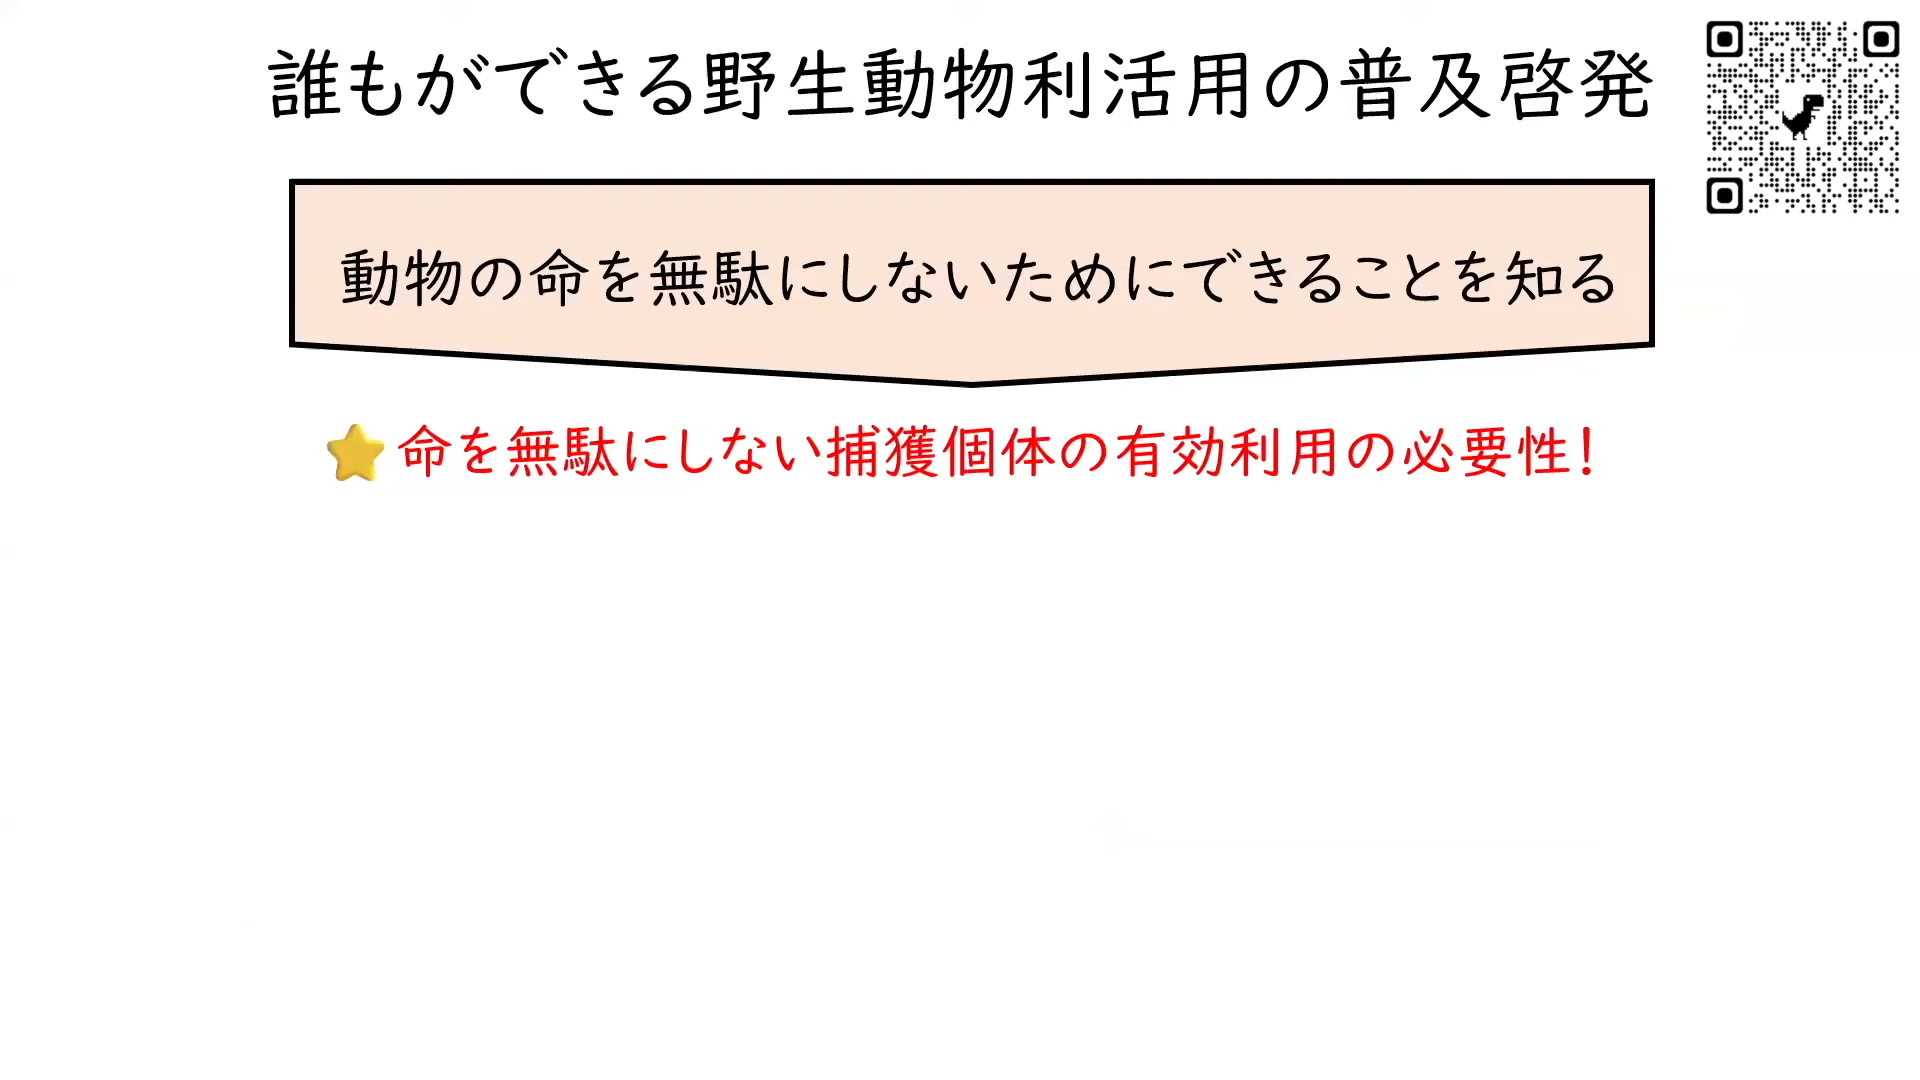 誰もができる野生動物利活用の普及啓発
動物の命を無駄にしないためにできることを知る
命を無駄にしない捕獲個体の有効利用の必要性！